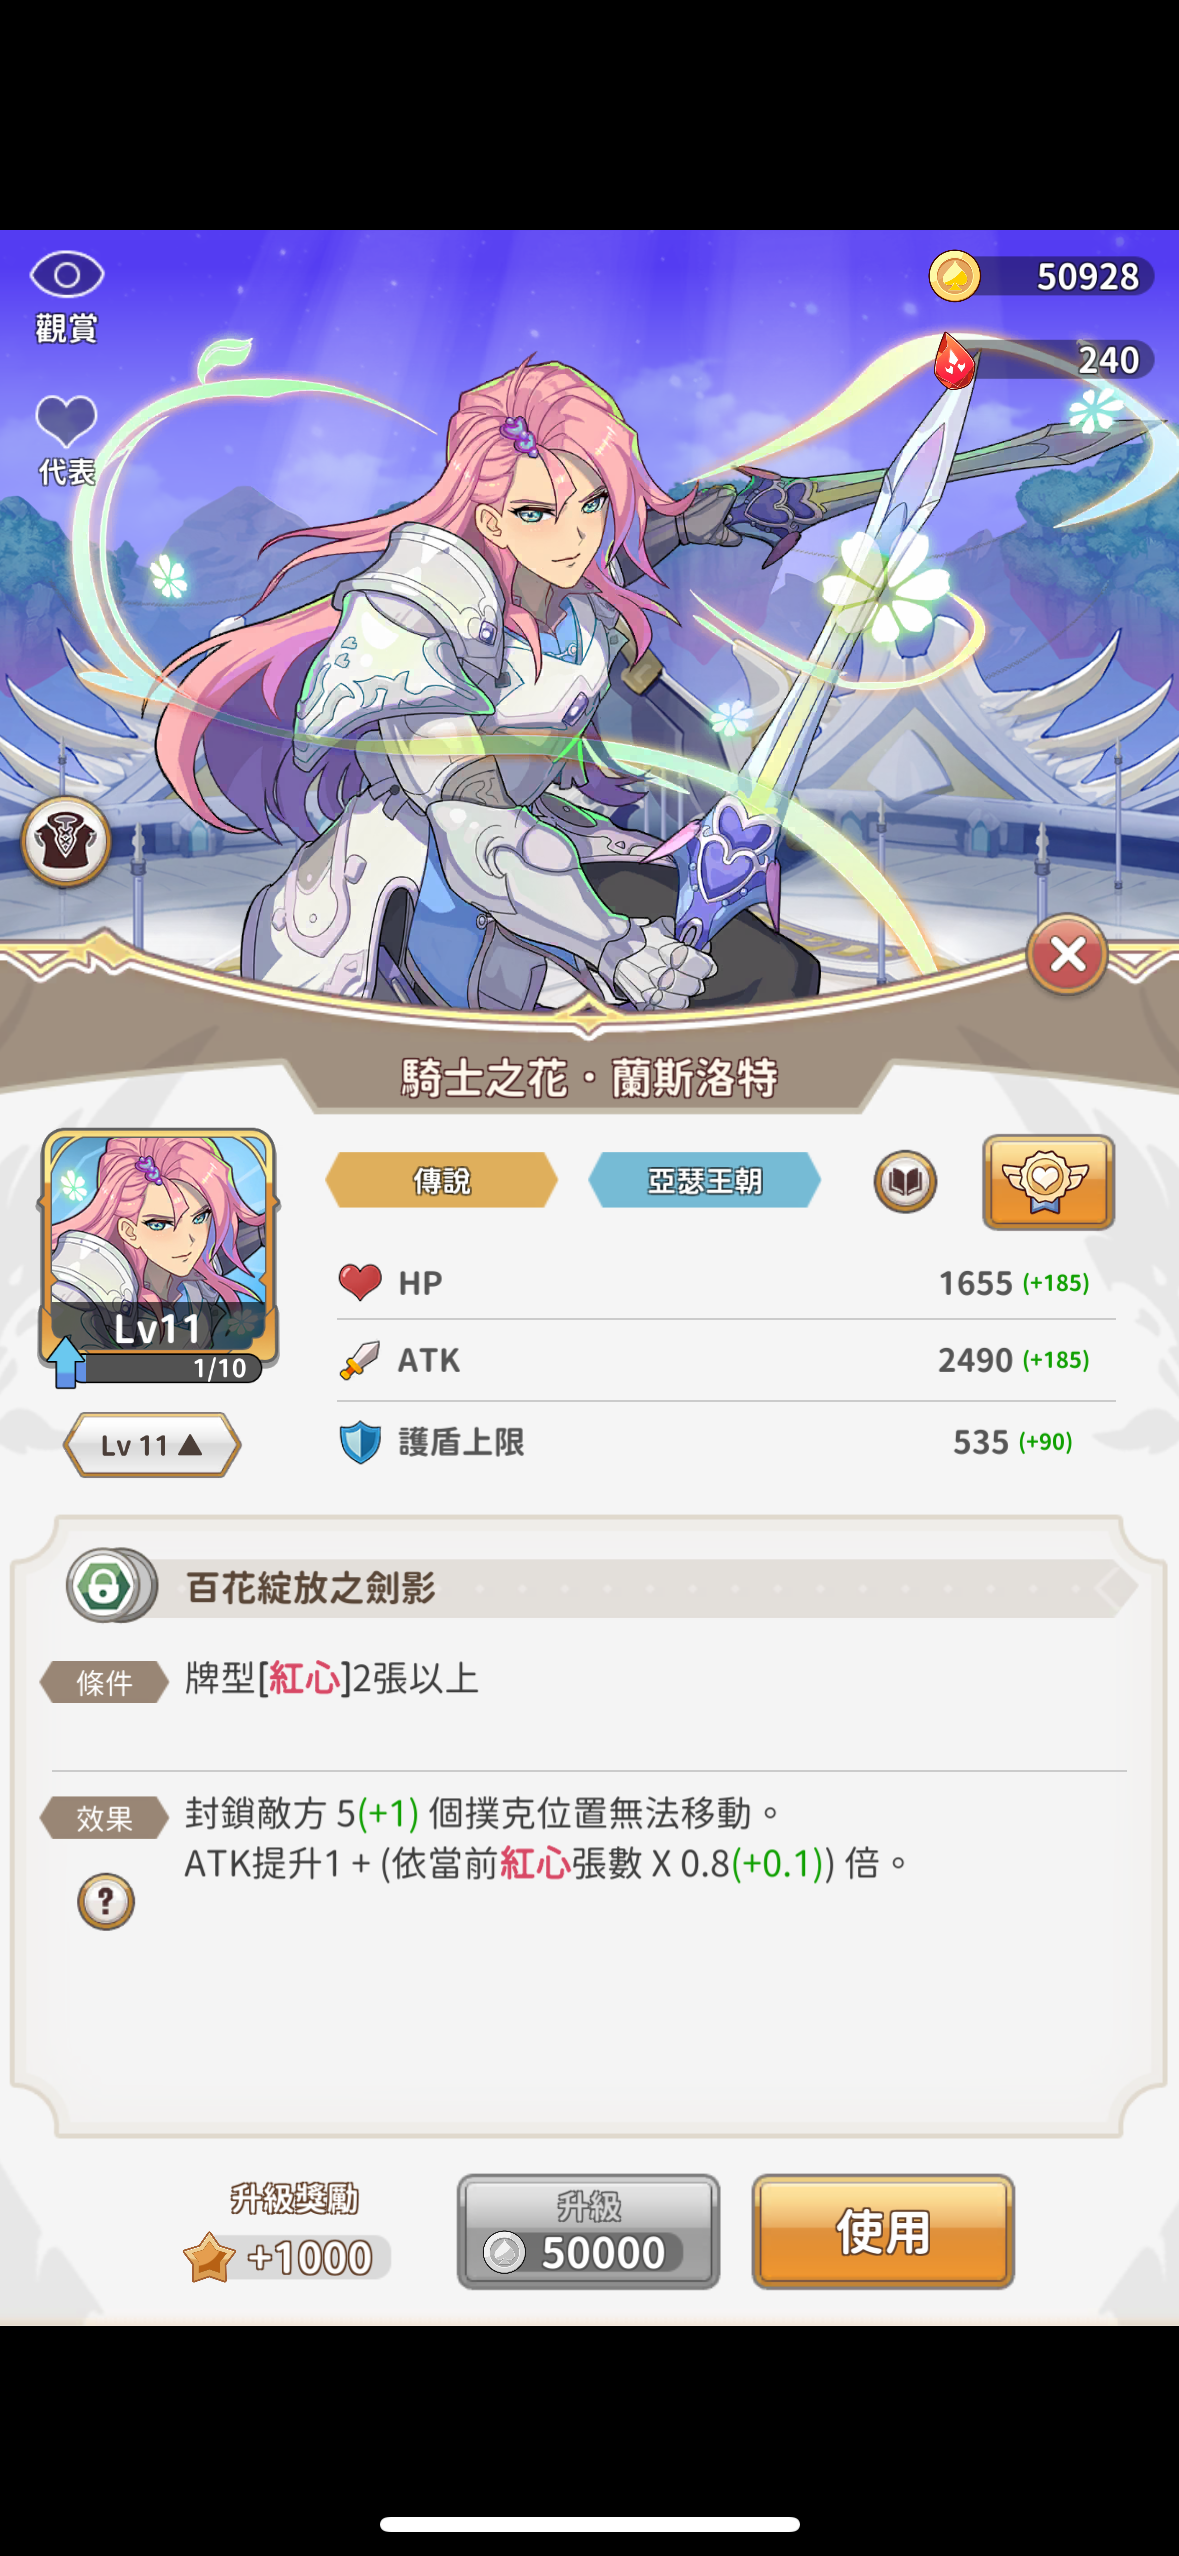 觀賞
50928
240
代表
騎士之花・蘭斯洛特
傳說
亞瑟王朝
HP
1655 (+185)
Lv11
1/10
ATK
2490 (+185)
Lv 11 ▲
護盾上限
535 (+90)
百花綻放之劍影
條件
牌型[紅心]2張以上
效果
封鎖敵方 5(+1) 個撲克位置無法移動。
ATK提升1 + (依當前紅心張數 X 0.8(+0.1)) 倍。
?
升級獎勵
+1000
升級
50000
使用